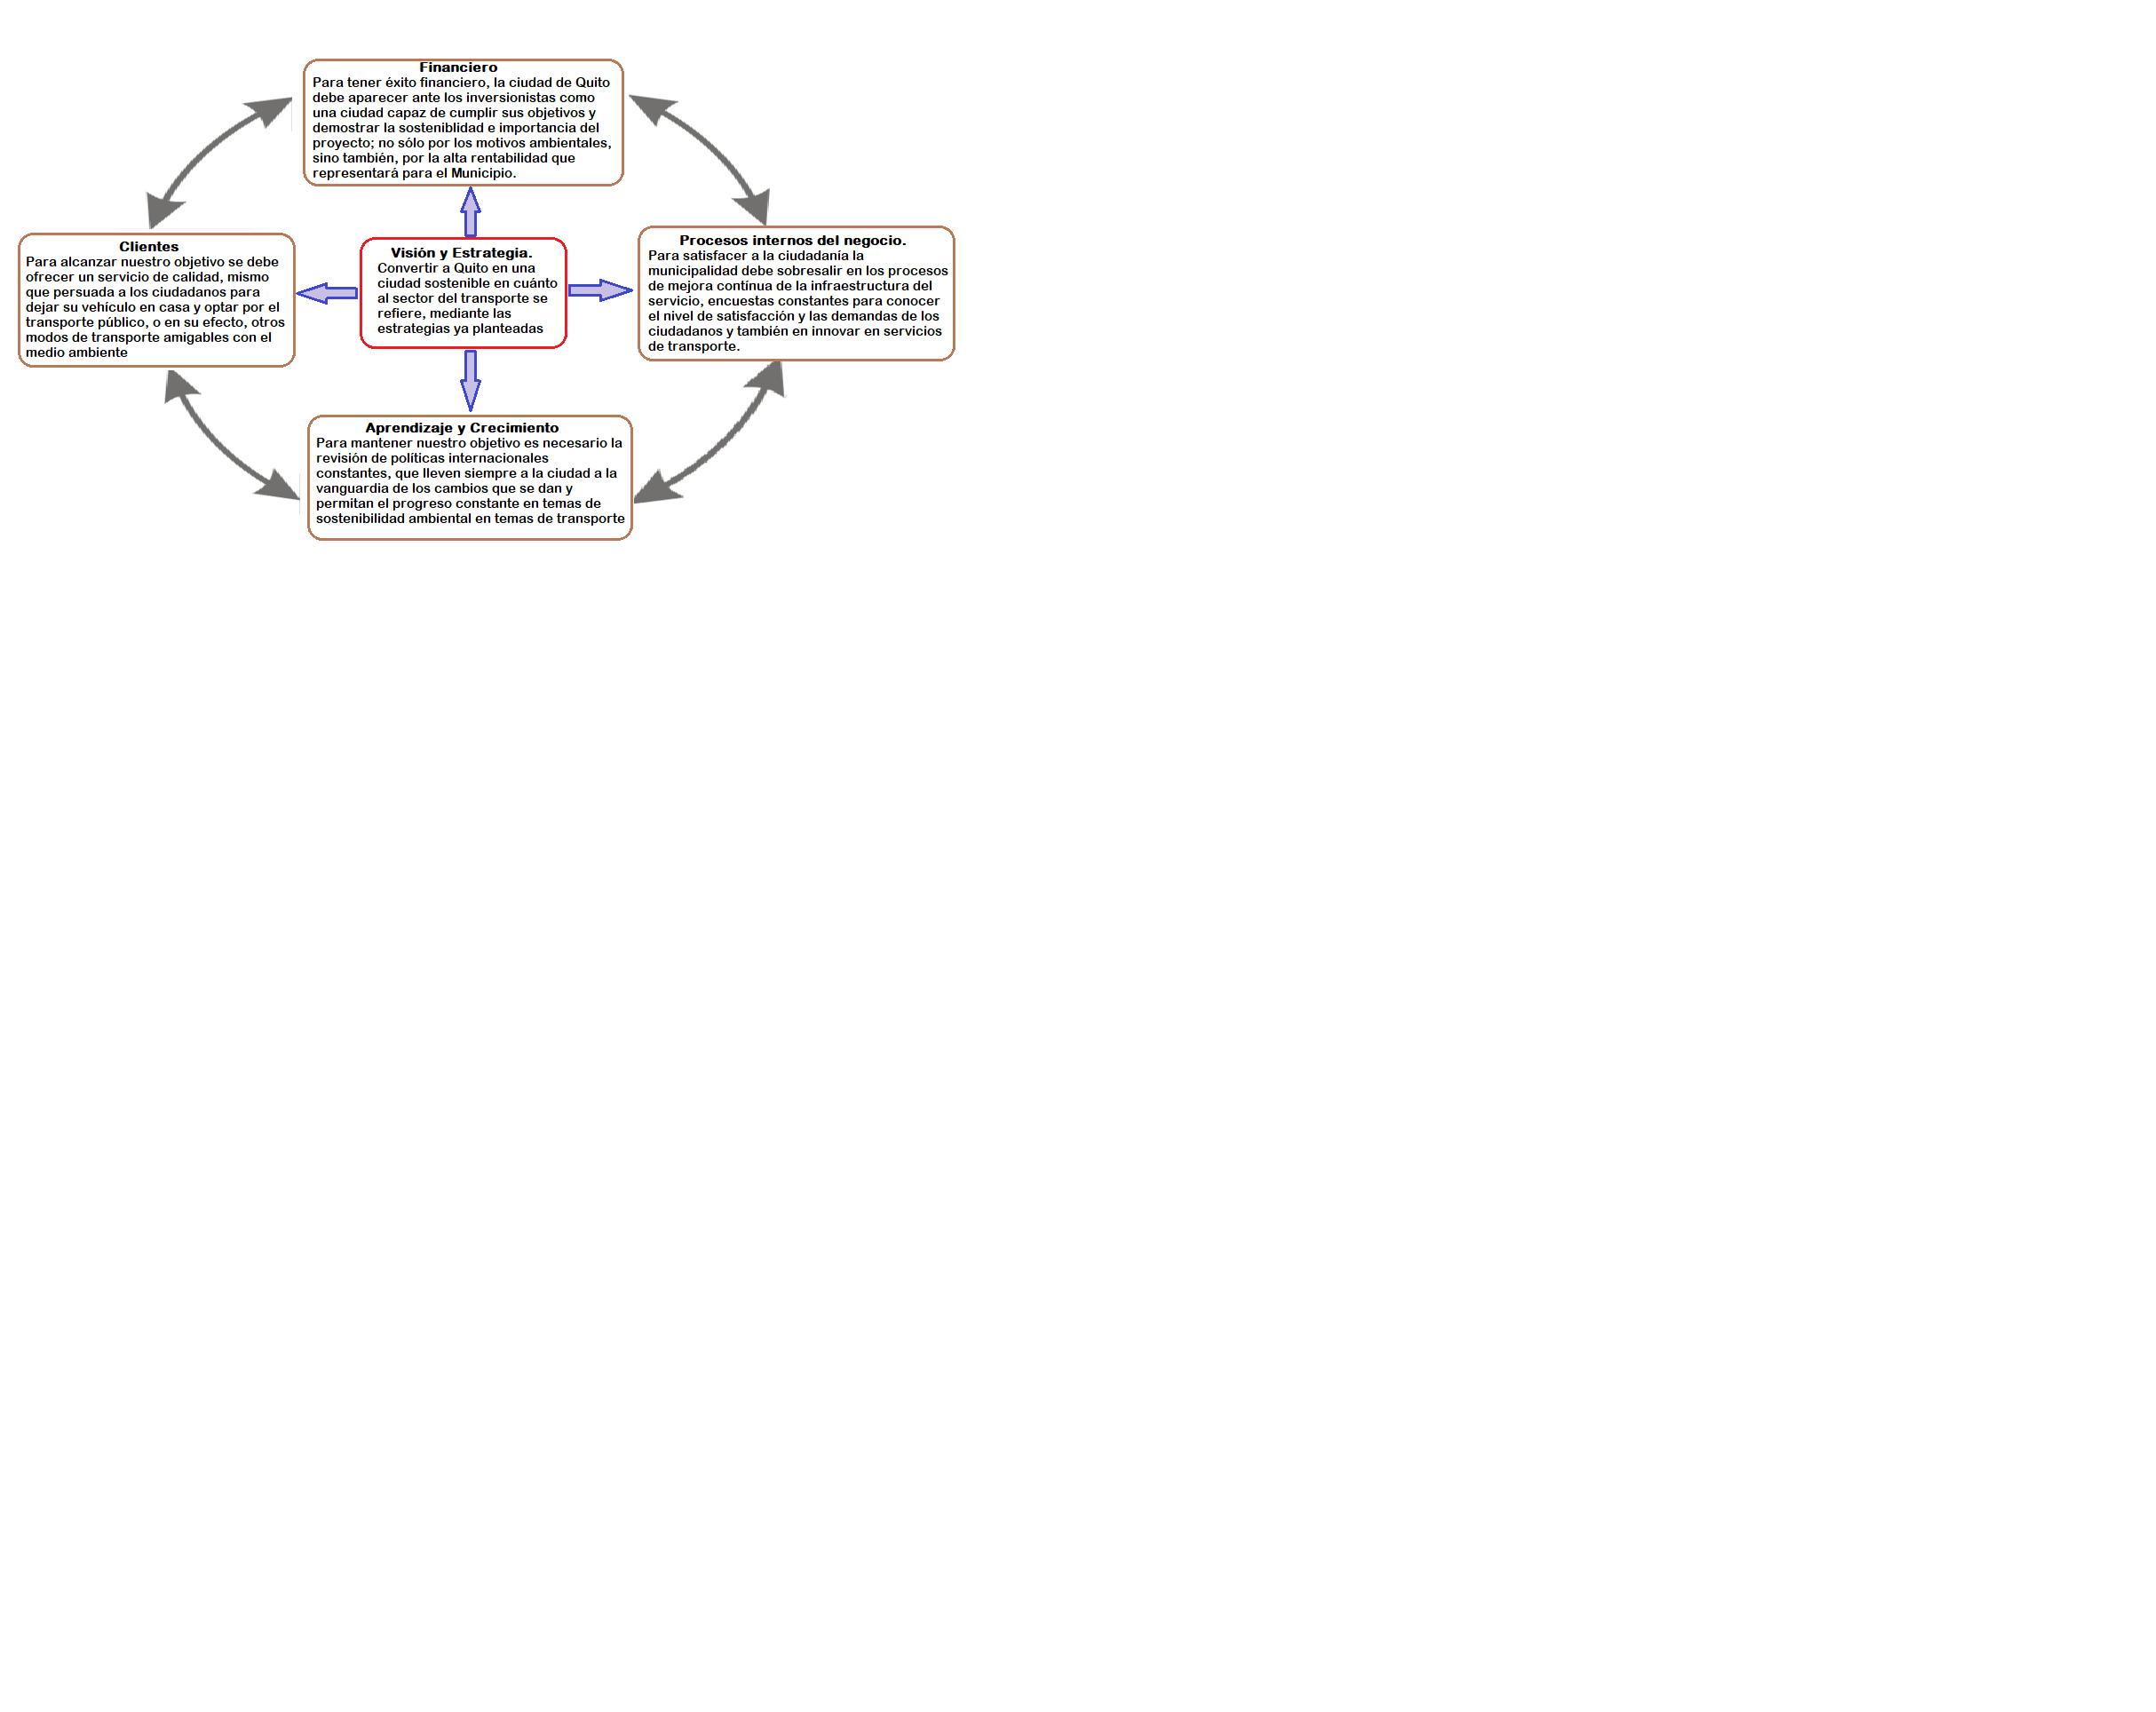 Financiero
Para tener éxito financiero, la ciudad de Quito
debe aparecer ante los inversionistas como
una ciudad capaz de cumplir sus objetivos y
demostrar la sosteniblidad e importancia del
proyecto; no sólo por los motivos ambientales,
sino también, por la alta rentabilidad que
representará para el Municipio.
Clientes
Para alcanzar nuestro objetivo se debe
ofrecer un servicio de calidad, mismo
que persuada a los ciudadanos para
dejar su vehículo en casa y optar por el
transporte público, o en su efecto, otros
modos de transporte amigables con el
medio ambiente
Visión y Estrategia.
Convertir a Quito en una
ciudad sostenible en cuánto
al sector del transporte se
refiere, mediante las
estrategias ya planteadas
Procesos internos del negocio.
Para satisfacer a la ciudadanía la
municipalidad debe sobresalir en los procesos
de mejora contínua de la infraestructura del
servicio, encuestas constantes para conocer
el nivel de satisfacción y las demandas de los
ciudadanos y también en innovar en servicios
de transporte.
Aprendizaje y Crecimiento
Para mantener nuestro objetivo es necesario la
revisión de políticas internacionales
constantes, que lleven siempre a la ciudad a la
vanguardia de los cambios que se dan y
permitan el progreso constante en temas de
sostenibilidad ambiental en temas de transporte